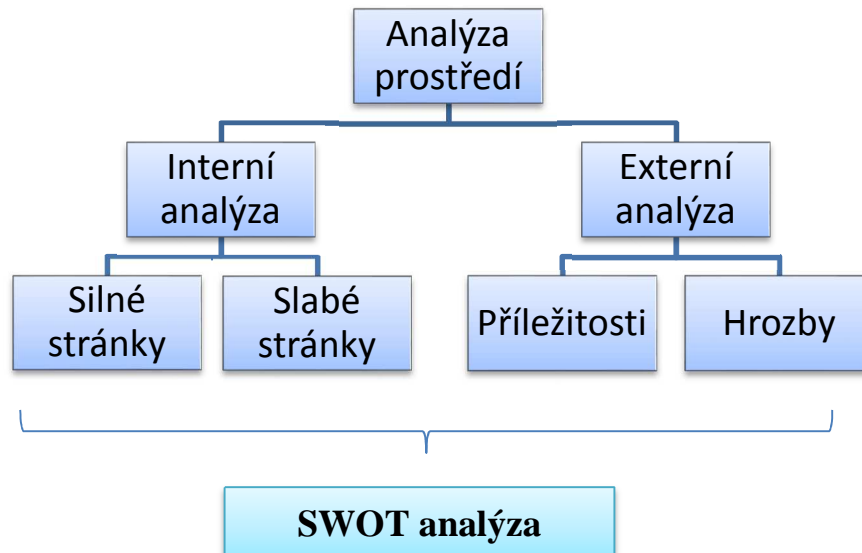 Analýza
prostředí
Interní
analýza
Externí
analýza
Silné
stránky
Slabé
stránky
Příležitosti
Hrozby
SWOT analýza